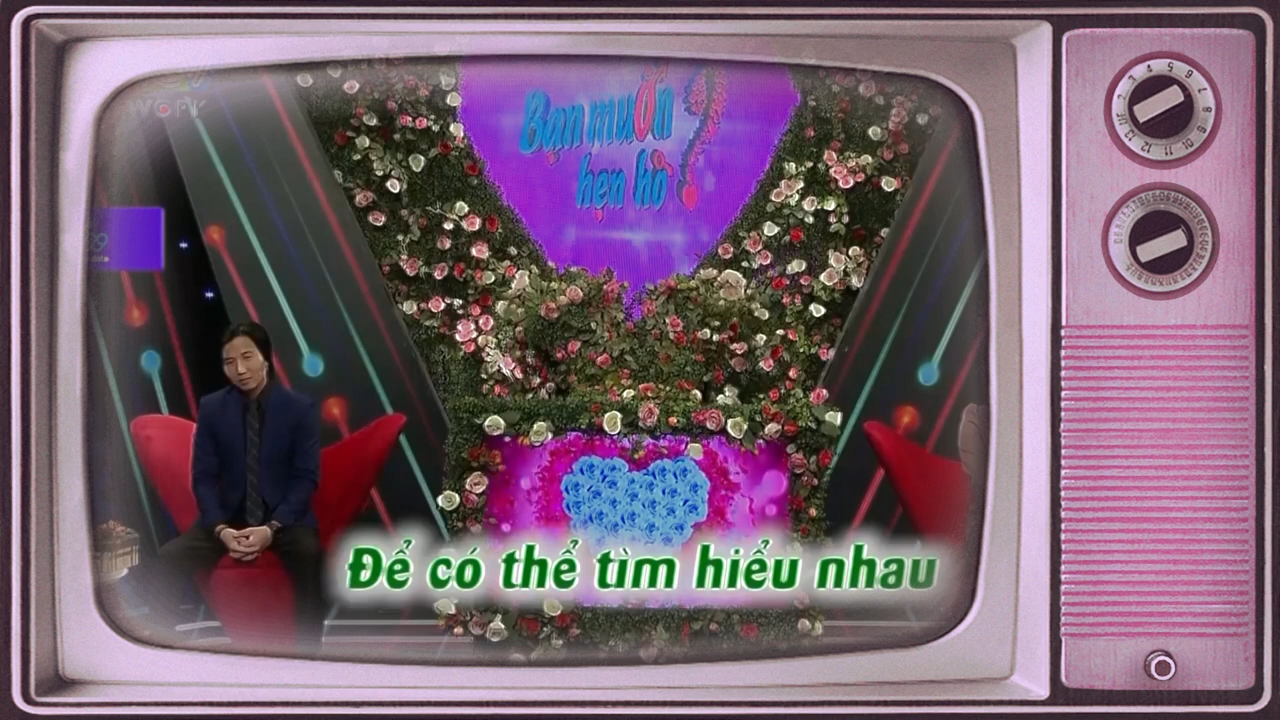 Bạn muốn
hẹn hò
Để có thể tìm hiểu nhau